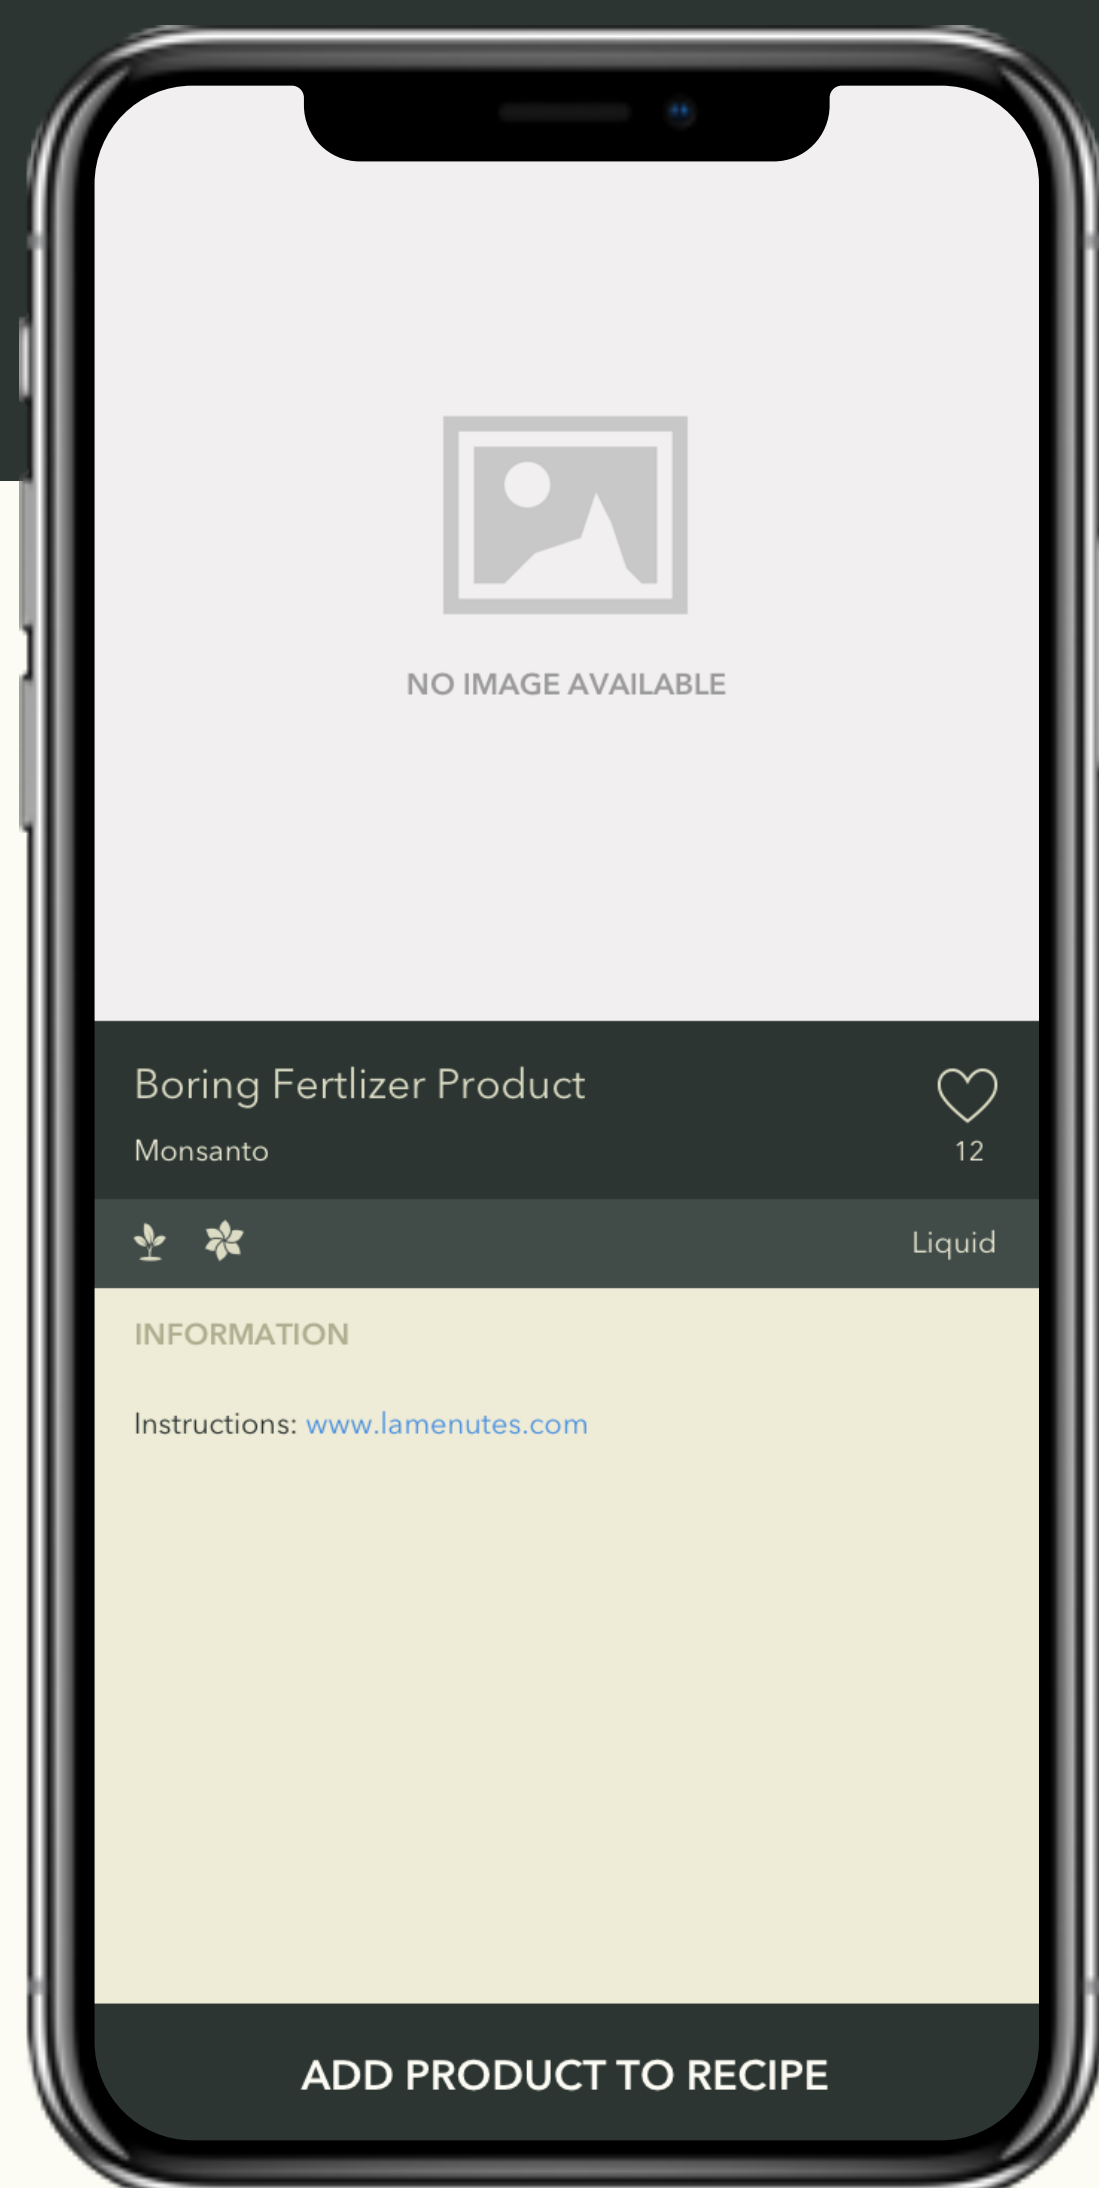 NO IMAGE AVAILABLE
Boring Fertlizer Product
Monsanto
12
Liquid
INFORMATION
Instructions: www.lamenutes.com
ADD PRODUCT TO RECIPE